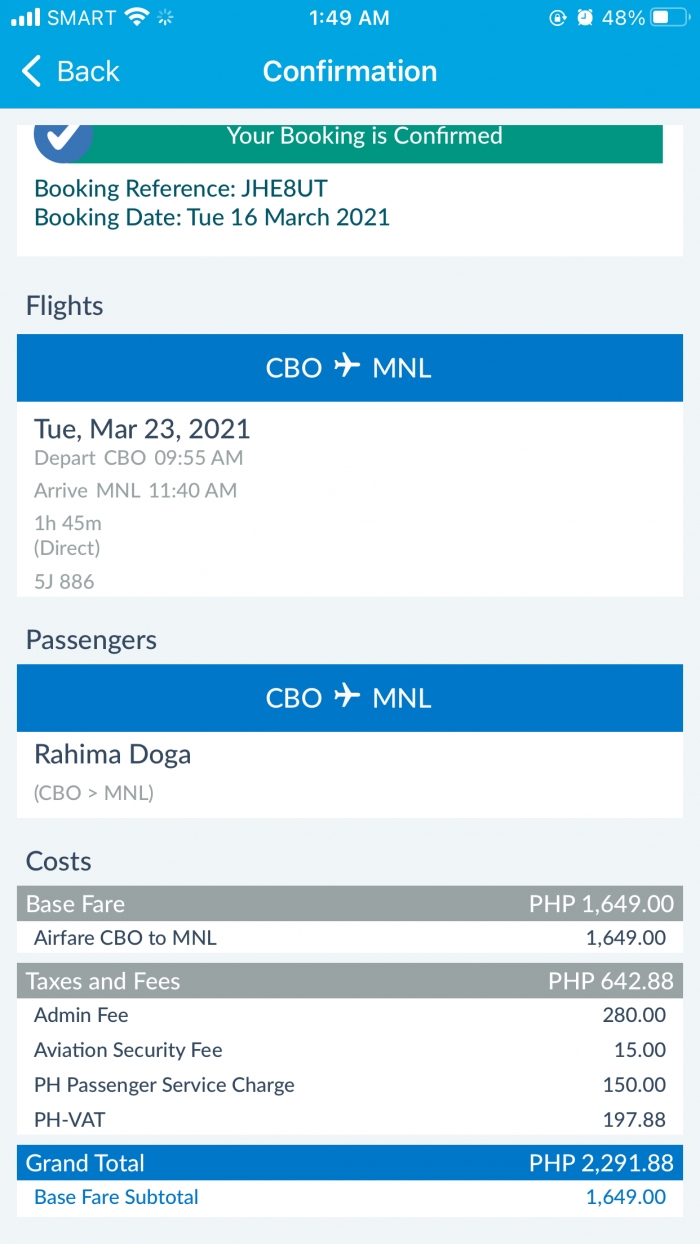 SMART 1:49 AM 48%
Back Confirmation
Your Booking is Confirmed
Booking Reference: JHE8UT
Booking Date: Tue 16 March 2021
Flights
CBO MNL
Tue, Mar 23, 2021
Depart CBO 09:55 AM
Arrive MNL 11:40 AM
1h 45m
(Direct)
5J 886
Passengers
CBO MNL
Rahima Doga
(CBO > MNL)
Costs
Base Fare PHP 1,649.00
Airfare CBO to MNL 1,649.00
Taxes and Fees PHP 642.88
Admin Fee 280.00
Aviation Security Fee 15.00
PH Passenger Service Charge 150.00
PH-VAT 197.88
Grand Total PHP 2,291.88
Base Fare Subtotal 1,649.00